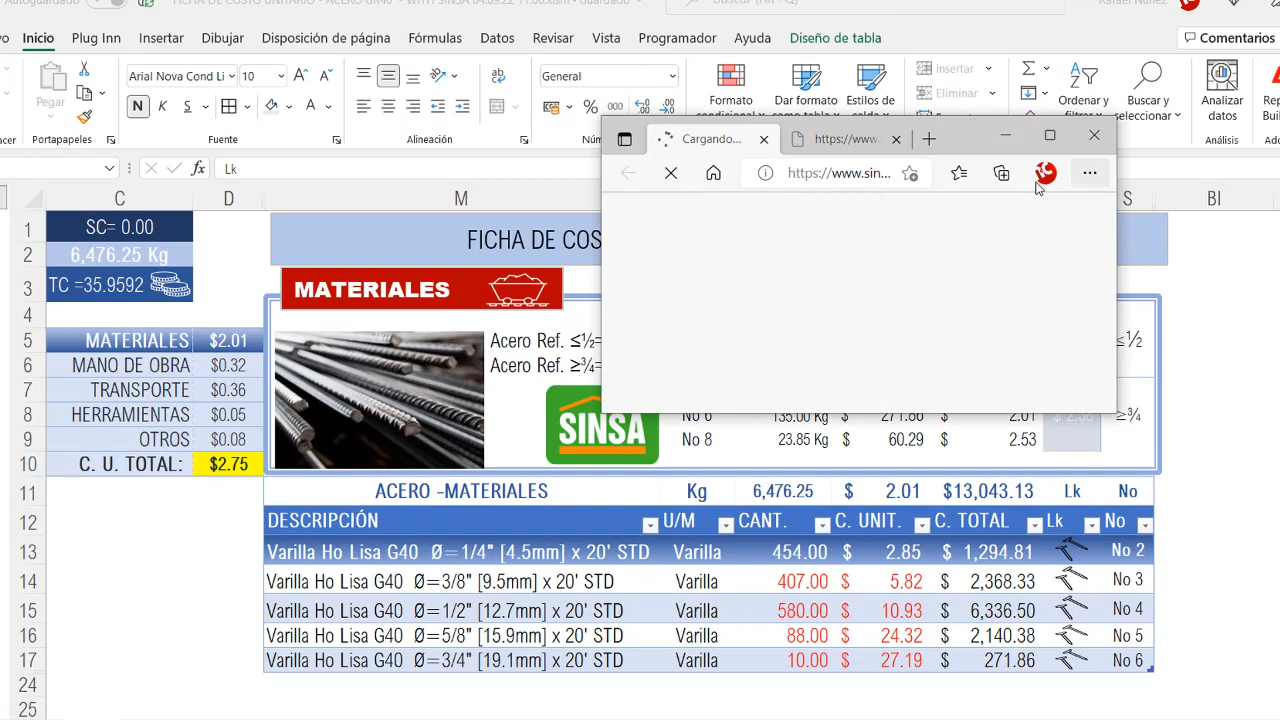 Autoguardado
FICHA DE COSTO UNITARIO - ACERO GR40 - WITH SINSA 04.09.22 11.00.xlsm • Guardado
Buscar (Alt+Q)
Rafael Nuñez
Inicio Plug Inn Insertar Dibujar Disposición de página Fórmulas Datos Revisar Vista Programador Ayuda Diseño de tabla Comentarios
Pegar
Arial Nova Cond Li 10
N K S
ab
General
% 000
Formato condicional
Dar formato
Estilos de celda
Insertar
Eliminar
Ordenar y filtrar
Buscar y seleccionar
Analizar datos
Portapapeles Fuente Alineación
fx Lk
Cargando...
https://www.
https://www.sin...
C D M S BI
1 SC= 0.00
2 6,476.25 Kg
3 TC =35.9592
FICHA DE COS
MATERIALES
4
5 MATERIALES $2.01
6 MANO DE OBRA $0.32
7 TRANSPORTE $0.36
8 HERRAMIENTAS $0.05
9 OTROS $0.08
10 C. U. TOTAL: $2.75
Acero Ref. ≤½=
Acero Ref. ≥¾=
SINSA
≤½
No 6 135.00 Kg $ 271.86 2.01 ≥¾
No 8 23.85 Kg $ 60.29 2.53
11 ACERO -MATERIALES Kg 6,476.25 $ 2.01 $13,043.13 Lk No
12 DESCRIPCIÓN U/M CANT. C. UNIT. C. TOTAL Lk No
13 Varilla Ho Lisa G40 Ø=1/4" [4.5mm] x 20' STD Varilla 454.00 $ 2.85 $ 1,294.81 No 2
14 Varilla Ho Lisa G40 Ø=3/8" [9.5mm] x 20' STD Varilla 407.00 $ 5.82 $ 2,368.33 No 3
15 Varilla Ho Lisa G40 Ø=1/2" [12.7mm] x 20' STD Varilla 580.00 $ 10.93 $ 6,336.50 No 4
16 Varilla Ho Lisa G40 Ø=5/8" [15.9mm] x 20' STD Varilla 88.00 $ 24.32 $ 2,140.38 No 5
17 Varilla Ho Lisa G40 Ø=3/4" [19.1mm] x 20' STD Varilla 10.00 $ 27.19 $ 271.86 No 6
24
25